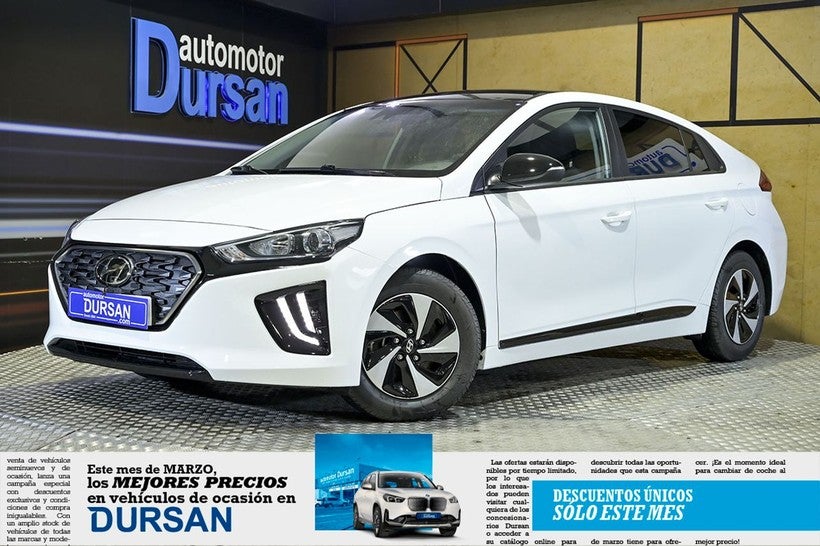 automotor
Dursan
automotor
DURSAN
.com
automotor
DURSAN
venta de vehículos
seminuevos y de
ocasión, lanza una
campaña especial
con descuentos
exclusivos y condi-
ciones de compra
inigualables. Con
un amplio stock de
vehículos de todas
las marcas y mode-
Este mes de MARZO,
los MEJORES PRECIOS
en vehículos de ocasión en
DURSAN
automotor Dursan
Las ofertas estarán dispo-
nibles por tiempo limitado,
por lo que
los interesa-
dos pueden
visitar cual-
quiera de los
concesiona-
rios Dursan
o acceder a
su catálogo online para
descubrir todas las oportu-
nidades que esta campaña
de marzo tiene para ofre-
cer. ¡Es el momento ideal
para cambiar de coche al
mejor precio!
DESCUENTOS ÚNICOS
SÓLO ESTE MES